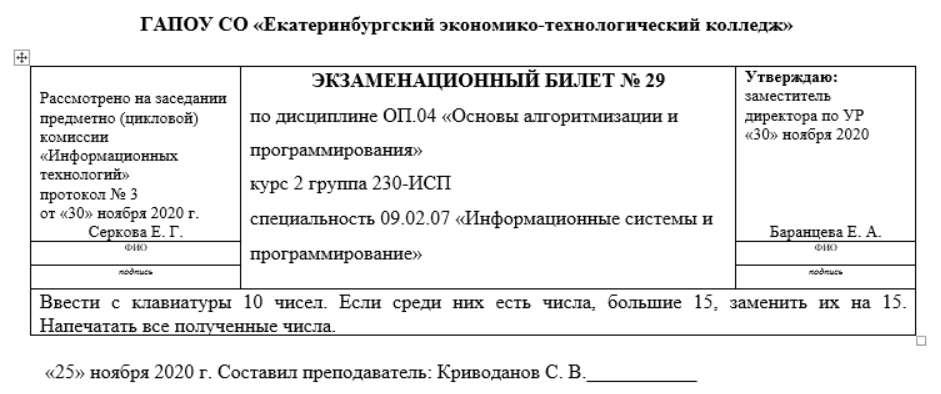 ГАПОУ СО «Екатеринбургский экономико-технологический колледж»
Рассмотрено на заседании
предметно (цикловой)
комиссии
«Информационных
технологий»
протокол № 3
от «30» ноября 2020 г.
Серкова Е. Г.
ФИО
подпись
ЭКЗАМЕНАЦИОННЫЙ БИЛЕТ № 29
по дисциплине ОП.04 «Основы алгоритмизации и
программирования»
курс 2 группа 230-ИСП
специальность 09.02.07 «Информационные системы и
программирование»
Утверждаю:
заместитель
директора по УР
«30» ноября 2020
Баранцева Е. А.
ФИО
подпись
Ввести с клавиатуры 10 чисел. Если среди них есть числа, большие 15, заменить их на 15.
Напечатать все полученные числа.
«25» ноября 2020 г. Составил преподаватель: Криводанов С. В.____________